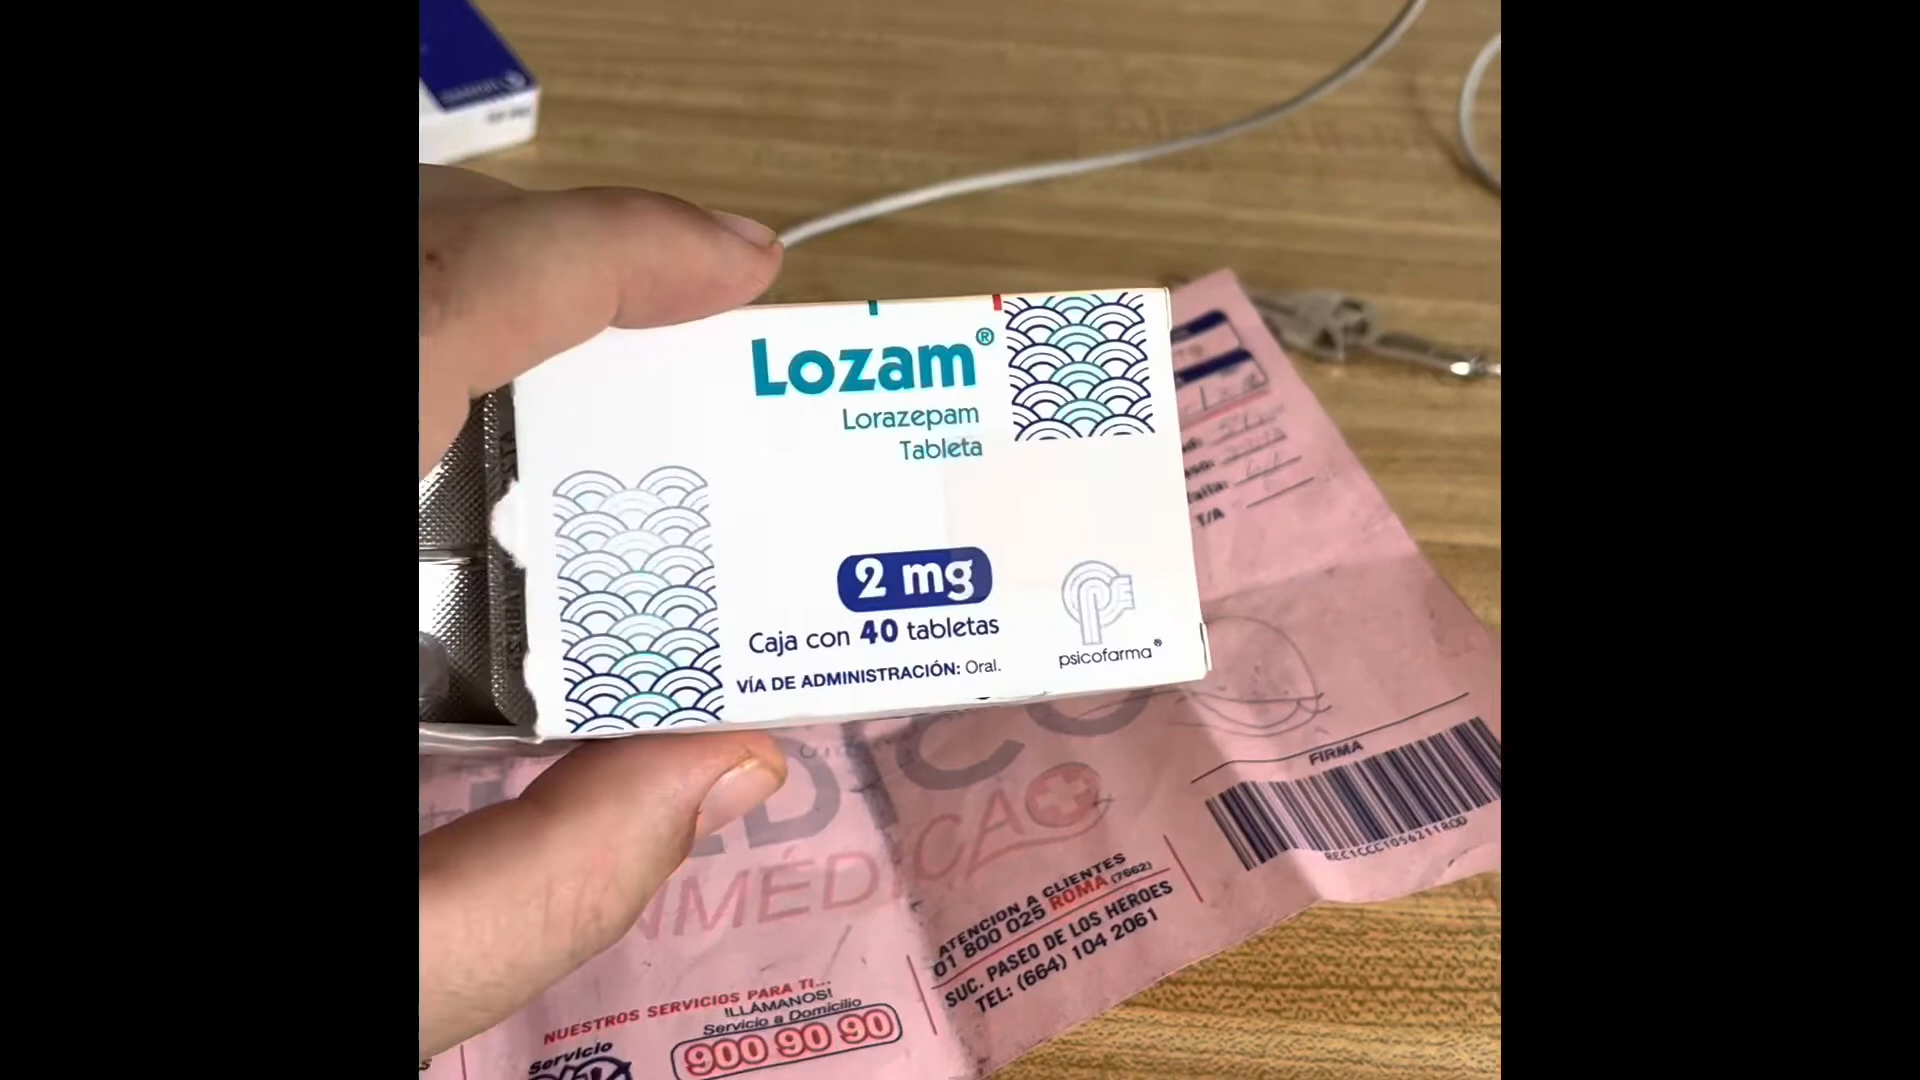 Lozam®
Lorazepam
Tableta
2 mg
Caja con 40 tabletas
VÍA DE ADMINISTRACIÓN: Oral.
psicofarma®
T/A
FIRMA
REC1CCC1056211ROD
ATENCION A CLIENTES
01 800 025 ROMA (7662)
SUC. PASEO DE LOS HEROES
TEL: (664) 104 2061
NUESTROS SERVICIOS PARA TI...
!LLÁMANOS!
Servicio a Domicilio
900 90 90
Servicio